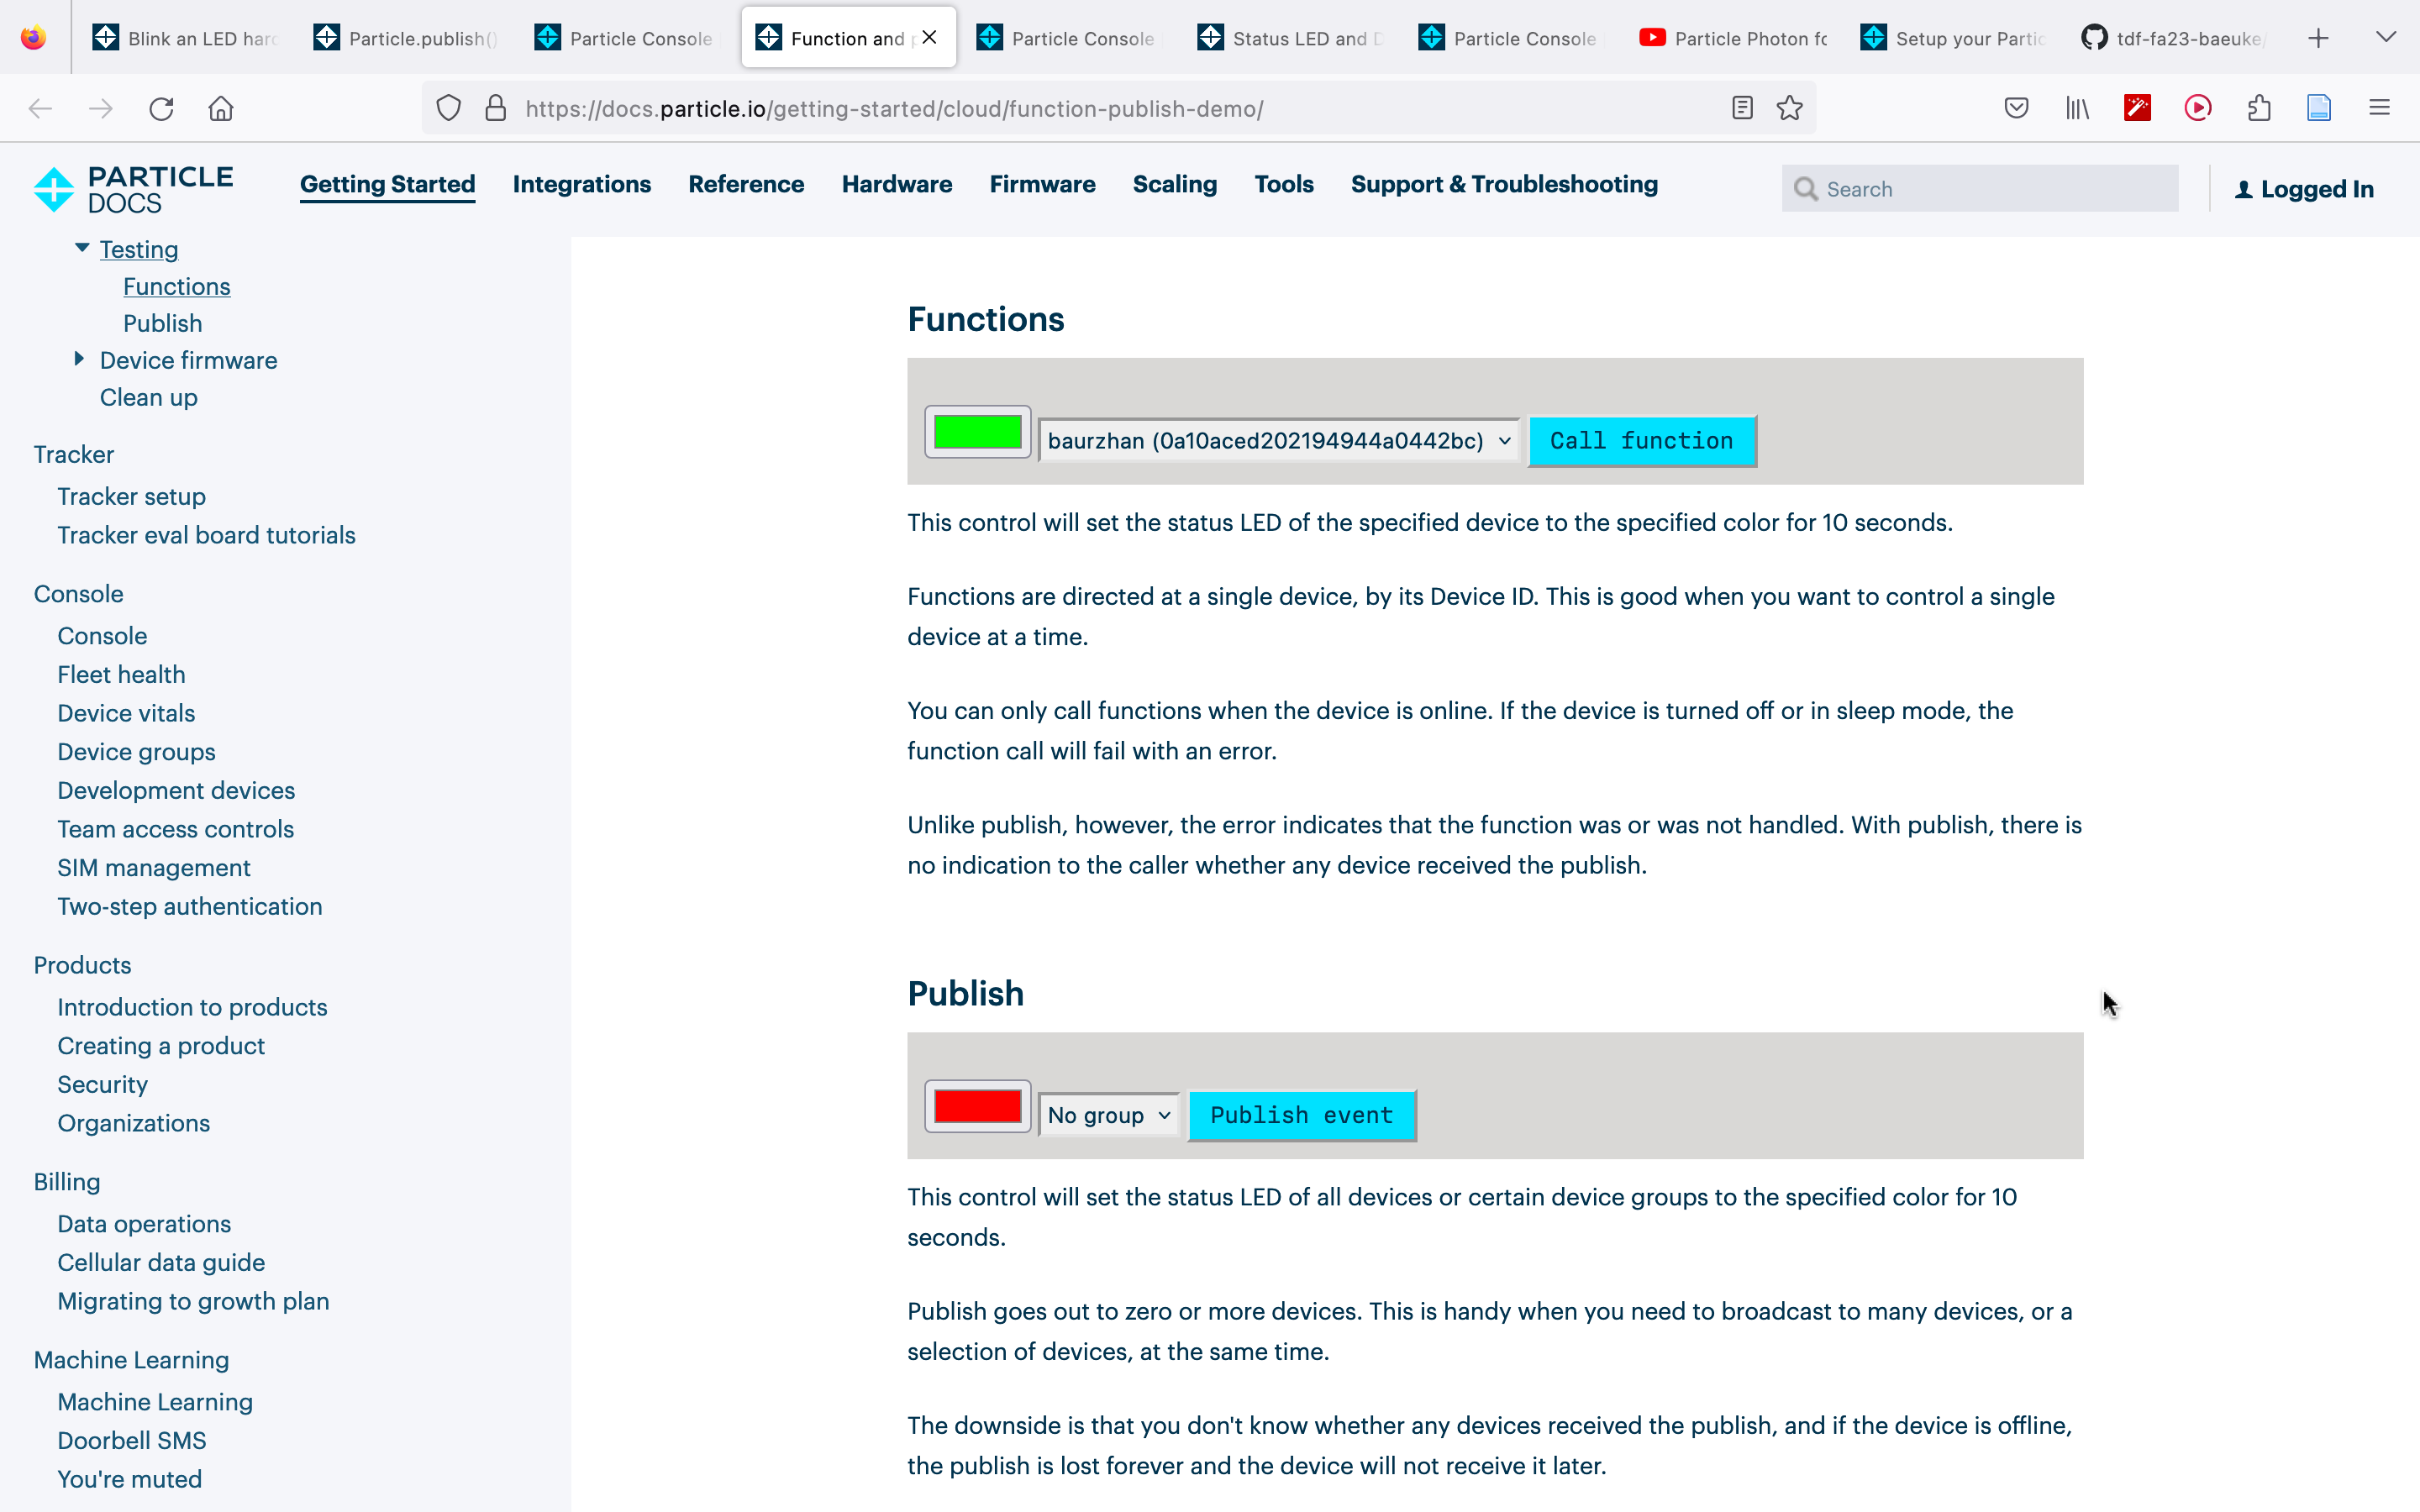 Blink an LED har
Particle.publish()
Particle Console
Function and p
Particle Console
Status LED and D
Particle Console
Particle Photon fo
Setup your Partic
tdf-fa23-baeuke/
https://docs.particle.io/getting-started/cloud/function-publish-demo/
PARTICLE
DOCS
Getting Started
Integrations
Reference
Hardware
Firmware
Scaling
Tools
Support & Troubleshooting
Search
Logged In
Testing
Functions
Publish
Device firmware
Clean up
Tracker
Tracker setup
Tracker eval board tutorials
Console
Console
Fleet health
Device vitals
Device groups
Development devices
Team access controls
SIM management
Two-step authentication
Products
Introduction to products
Creating a product
Security
Organizations
Billing
Data operations
Cellular data guide
Migrating to growth plan
Machine Learning
Machine Learning
Doorbell SMS
You're muted
Functions
baurzhan (0a10aced202194944a0442bc)
Call function
This control will set the status LED of the specified device to the specified color for 10 seconds.
Functions are directed at a single device, by its Device ID. This is good when you want to control a single
device at a time.
You can only call functions when the device is online. If the device is turned off or in sleep mode, the
function call will fail with an error.
Unlike publish, however, the error indicates that the function was or was not handled. With publish, there is
no indication to the caller whether any device received the publish.
Publish
No group
Publish event
This control will set the status LED of all devices or certain device groups to the specified color for 10
seconds.
Publish goes out to zero or more devices. This is handy when you need to broadcast to many devices, or a
selection of devices, at the same time.
The downside is that you don't know whether any devices received the publish, and if the device is offline,
the publish is lost forever and the device will not receive it later.